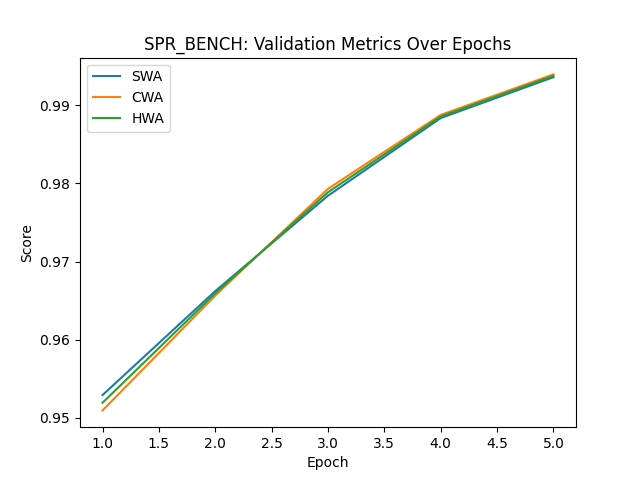 SPR_BENCH: Validation Metrics Over Epochs
SWA
CWA
HWA
Score
0.99
0.98
0.97
0.96
0.95
1.0 1.5 2.0 2.5 3.0 3.5 4.0 4.5 5.0
Epoch